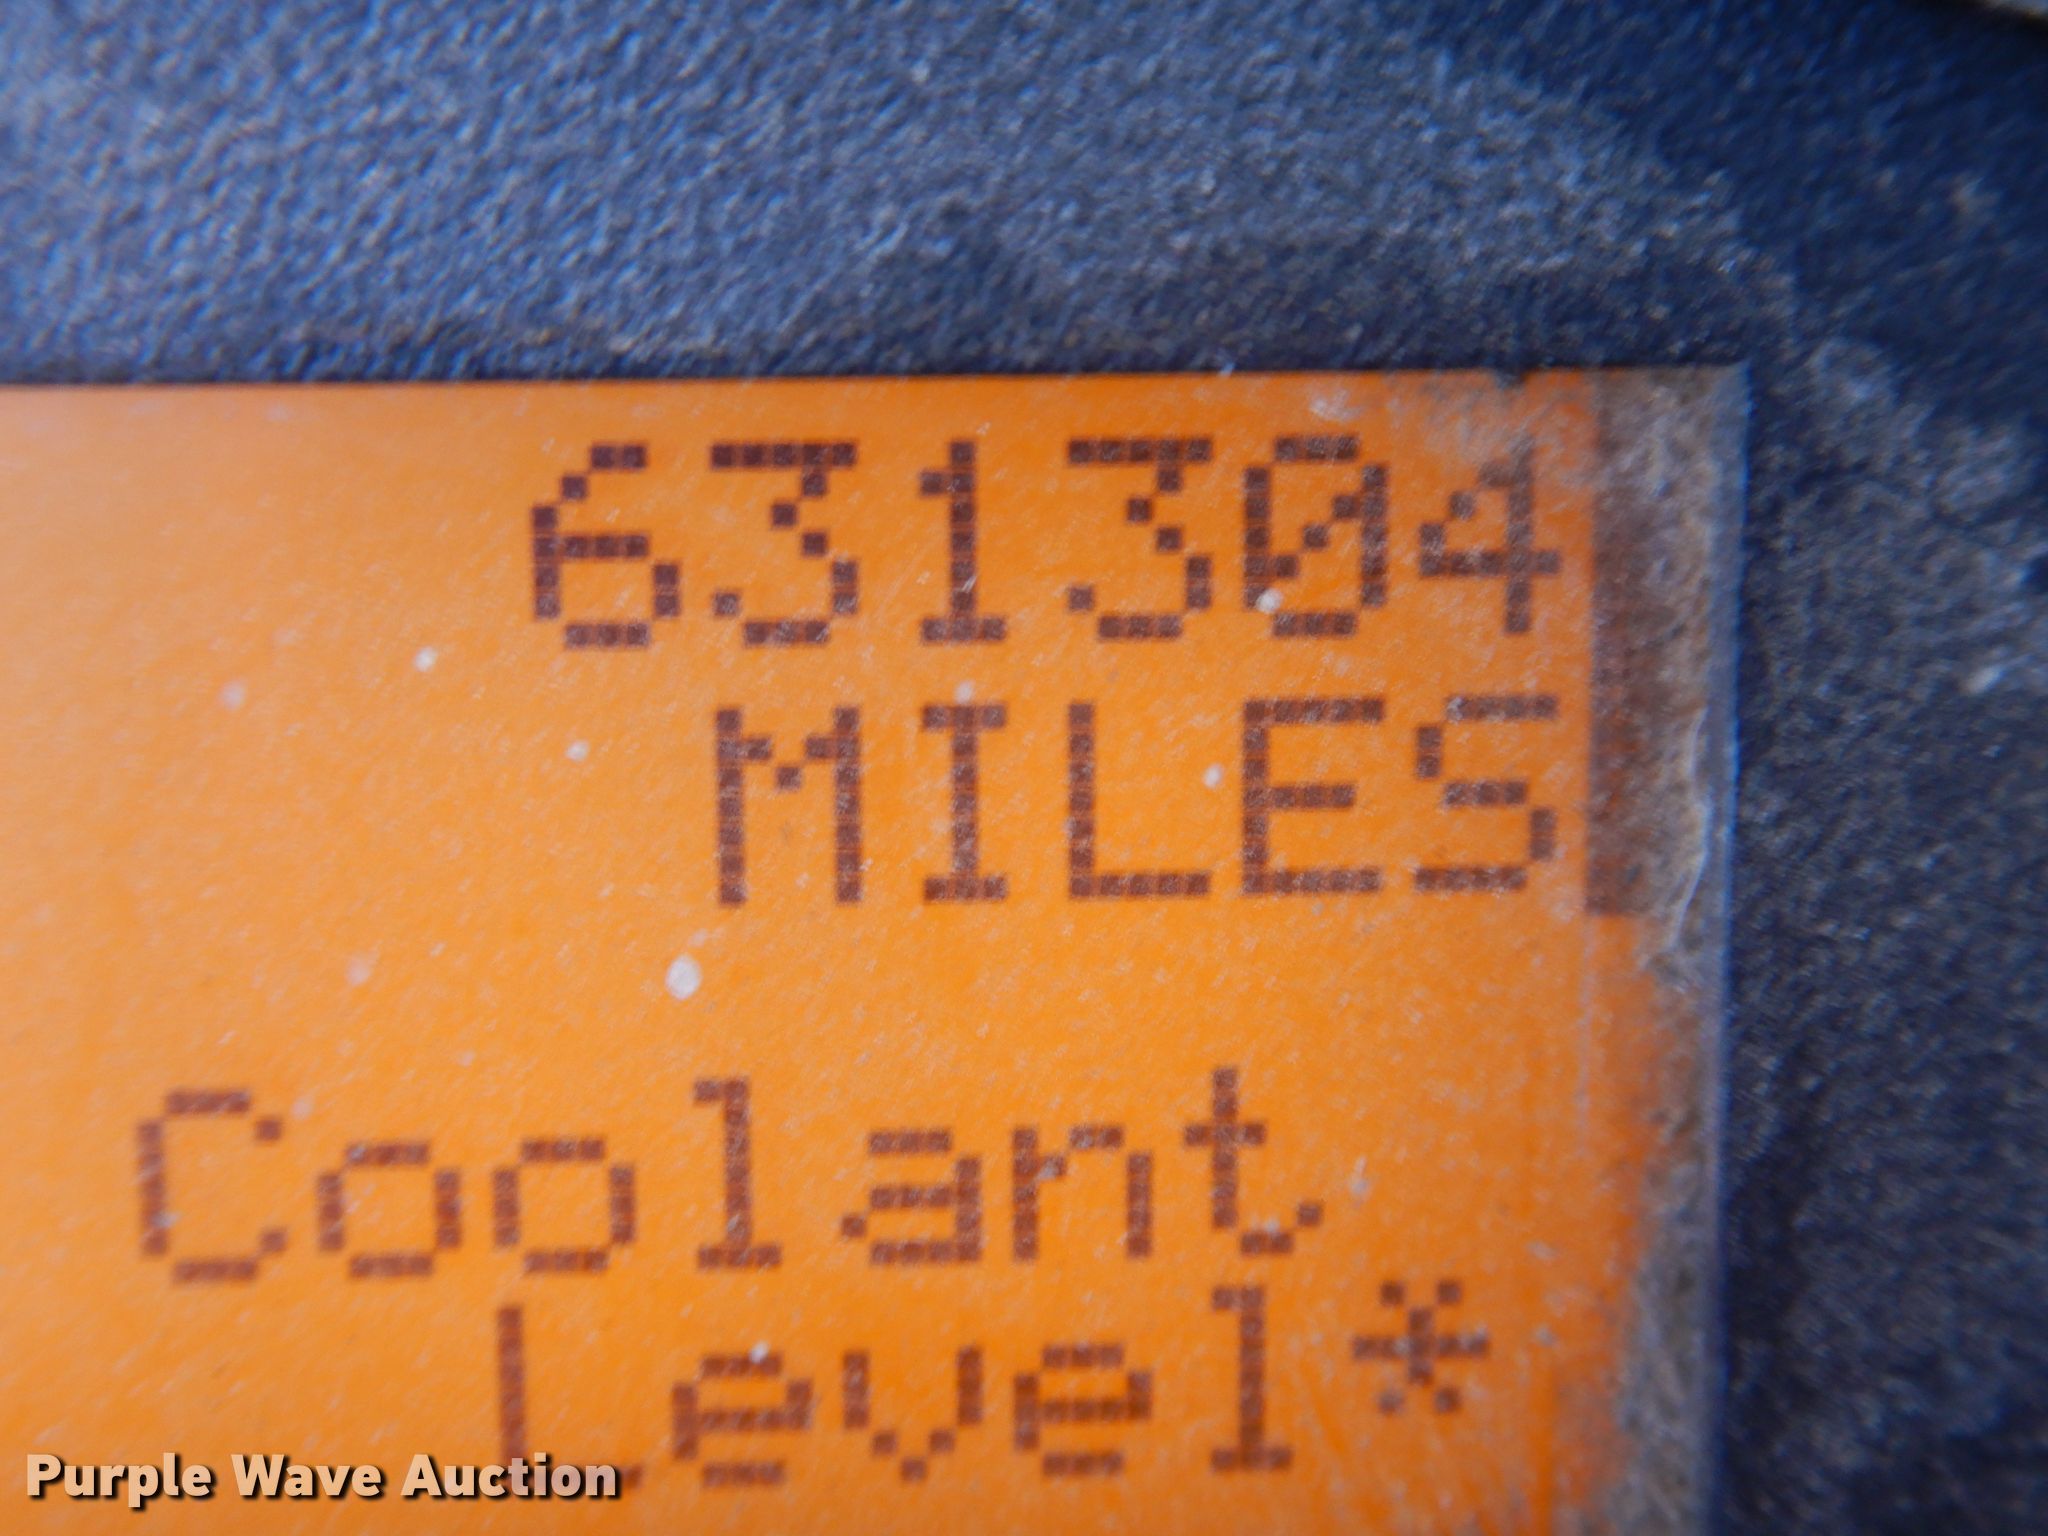 631304
MILES
Coolant
Level*
Purple Wave Auction